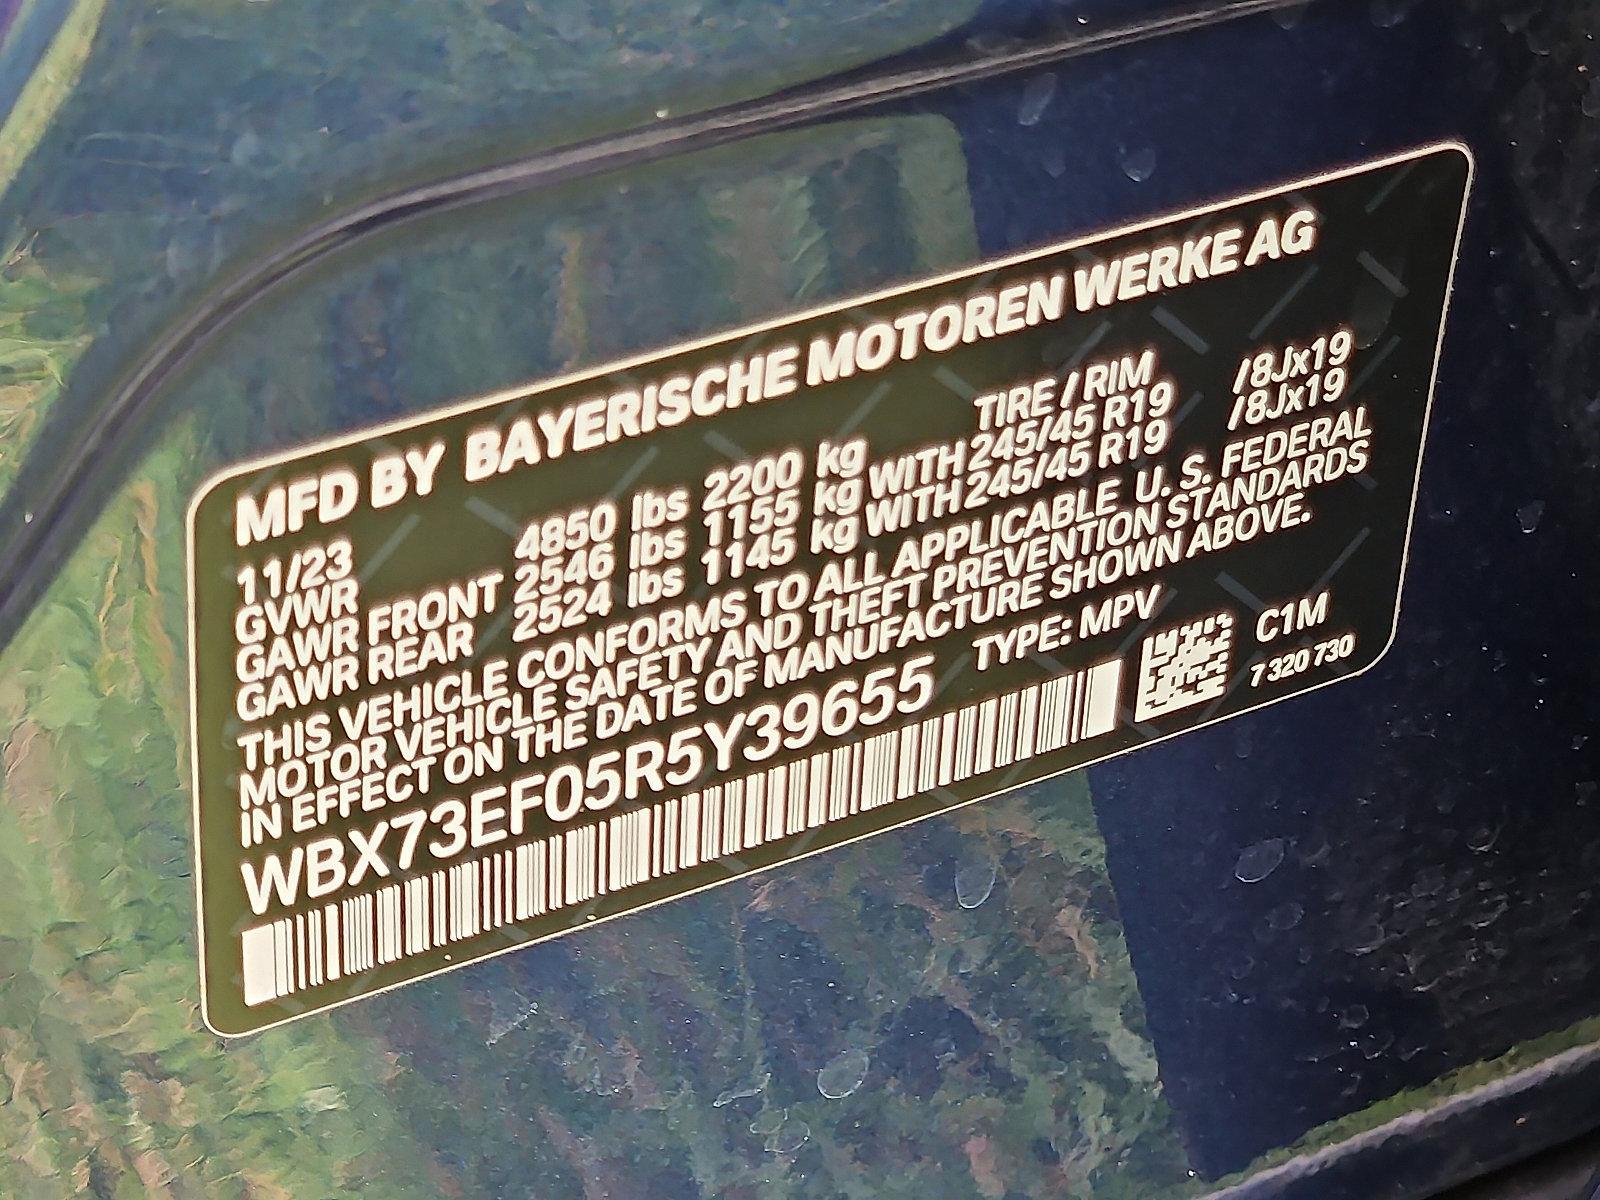 MFD BY BAYERISCHE MOTOREN WERKE AG
11/23 TIRE / RIM
GVWR 4850 lbs 2200 kg
GAWR FRONT 2546 lbs 1155 kg WITH 245/45 R19 /8Jx19
GAWR REAR 2524 lbs 1145 kg WITH 245/45 R19 /8Jx19
THIS VEHICLE CONFORMS TO ALL APPLICABLE U. S. FEDERAL
MOTOR VEHICLE SAFETY AND THEFT PREVENTION STANDARDS
IN EFFECT ON THE DATE OF MANUFACTURE SHOWN ABOVE.
WBX73EF05R5Y39655 TYPE: MPV
C1M
7 320 730